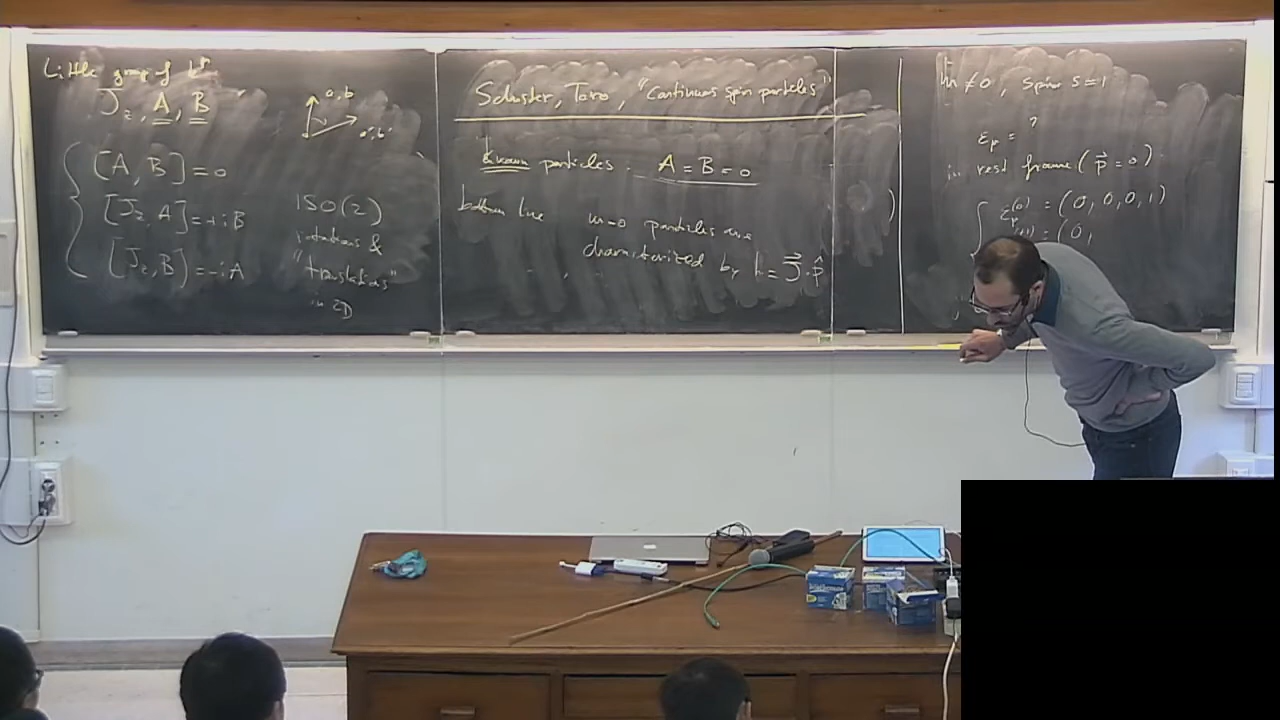 Little group of k^μ
J_z, A, B
[A, B] = 0
[J_z, A] = +iB
[J_z, B] = -iA
a, b
a', b'
ISO(2)
rotations &
"translations"
in 2D
Schuster, Toro, "Continuous spin particles"
known particles: A = B = 0
bottom line m=0 particles are
characterized by h = J⃗·p̂
m ≠ 0, spin s=1
ε_p = ?
in rest frame (p⃗ = 0):
ε_p^(0) = (0, 0, 0, 1)
= (0,